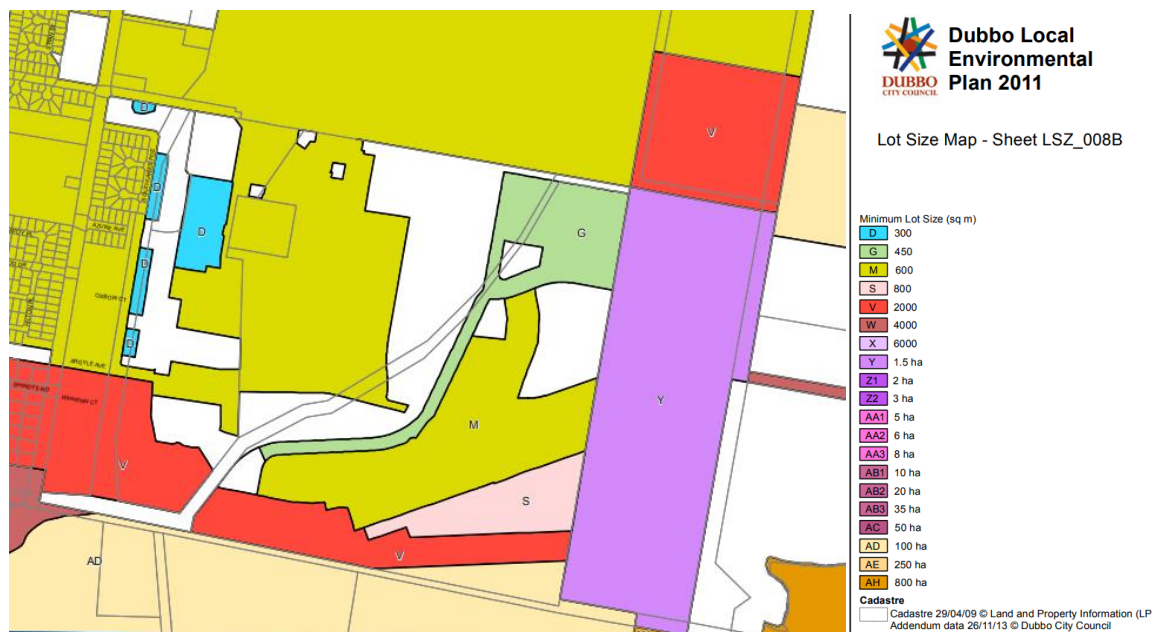 Dubbo Local
Environmental
Plan 2011
DUBBO
CITY COUNCIL
Lot Size Map - Sheet LSZ_008B
Minimum Lot Size (sq m)
D 300
G 450
M 600
S 800
V 2000
W 4000
X 6000
Y 1.5 ha
Z1 2 ha
Z2 3 ha
AA1 5 ha
AA2 6 ha
AA3 8 ha
AB1 10 ha
AB2 20 ha
AB3 35 ha
AC 50 ha
AD 100 ha
AE 250 ha
AH 800 ha
Cadastre
Cadastre 29/04/09 © Land and Property Information (LP
Addendum data 26/11/13 © Dubbo City Council
D
V
D
AZURE AVE
D
G
D
OXBOW CT
D
ARGYLE AVE
Y
M
V
S
V
AD